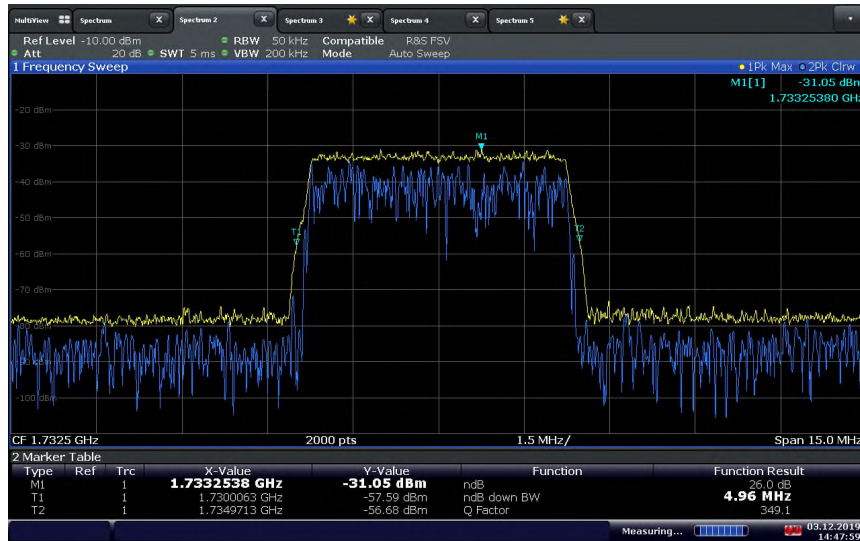 MultiView Spectrum X Spectrum 2 X Spectrum 3 X Spectrum 4 X Spectrum 5 X
Ref Level -10.00 dBm RBW 50 kHz Compatible R&S FSV
Att 20 dB SWT 5 ms VBW 200 kHz Mode Auto Sweep
1 Frequency Sweep 1Pk Max 2Pk Clrw
M1[1] -31.05 dBm
1.73325380 GHz
-20 dBm
M1
-30 dBm
-40 dBm
-50 dBm
T1 T2
-60 dBm
-70 dBm
-80 dBm
-90 dBm
-100 dBm
CF 1.7325 GHz 2000 pts 1.5 MHz/ Span 15.0 MHz
2 Marker Table
Type Ref Trc X-Value Y-Value Function Function Result
M1 1 1.7332538 GHz -31.05 dBm ndB 26.0 dB
T1 1 1.7300063 GHz -57.59 dBm ndB down BW 4.96 MHz
T2 1 1.7349713 GHz -56.68 dBm Q Factor 349.1
Measuring... 03.12.2019
14:47:59